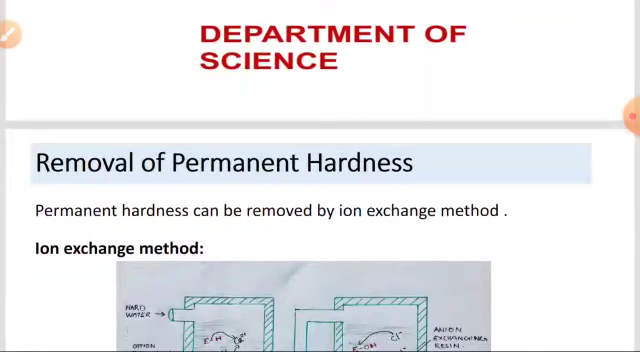 DEPARTMENT OF
SCIENCE
Removal of Permanent Hardness
Permanent hardness can be removed by ion exchange method .
Ion exchange method:
HARD
WATER
ANION
RESIN
E-OH